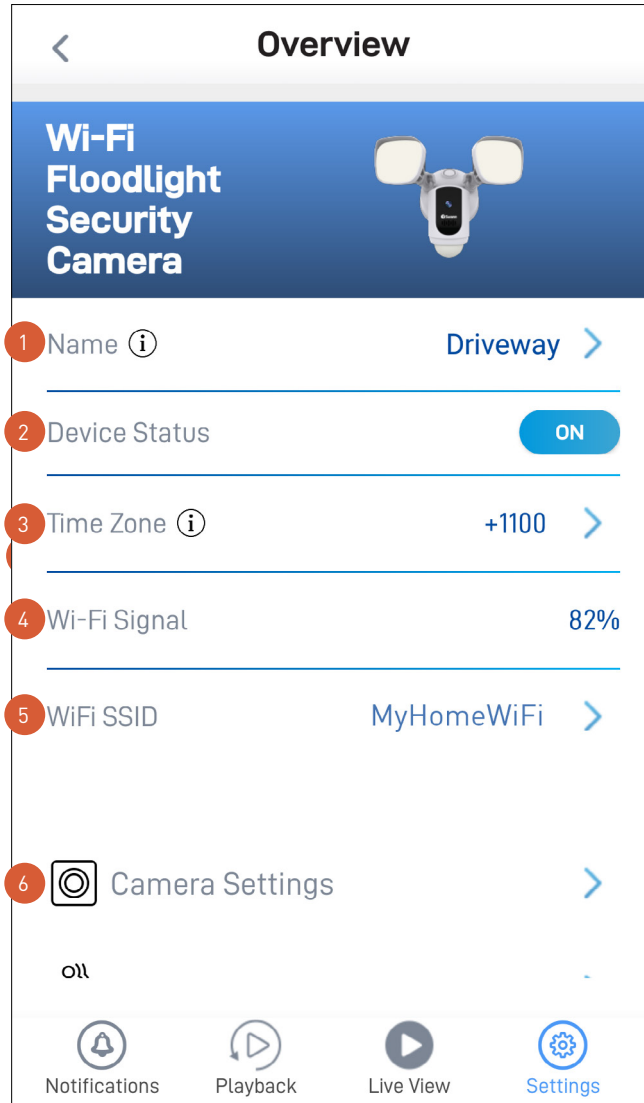 Overview
Wi-Fi
Floodlight
Security
Camera
1 Name i Driveway
2 Device Status ON
3 Time Zone i +1100
4 Wi-Fi Signal 82%
5 WiFi SSID MyHomeWiFi
6 Camera Settings
Notifications Playback Live View Settings